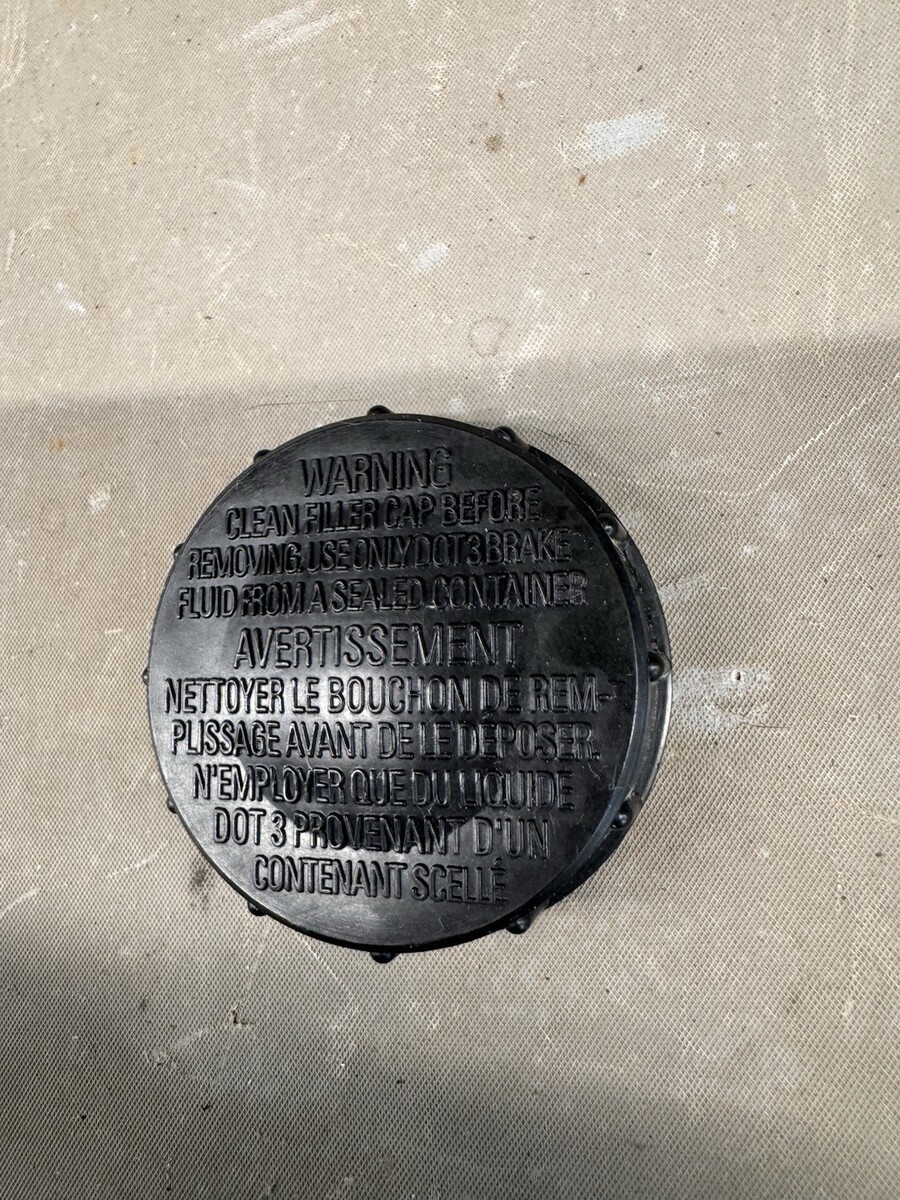 WARNING
CLEAN FILLER CAP BEFORE
REMOVING. USE ONLY DOT 3 BRAKE
FLUID FROM A SEALED CONTAINER
AVERTISSEMENT
NETTOYER LE BOUCHON DE REM-
PLISSAGE AVANT DE LE DEPOSER.
N'EMPLOYER QUE DU LIQUIDE
DOT 3 PROVENANT D'UN
CONTENANT SCELLÉ